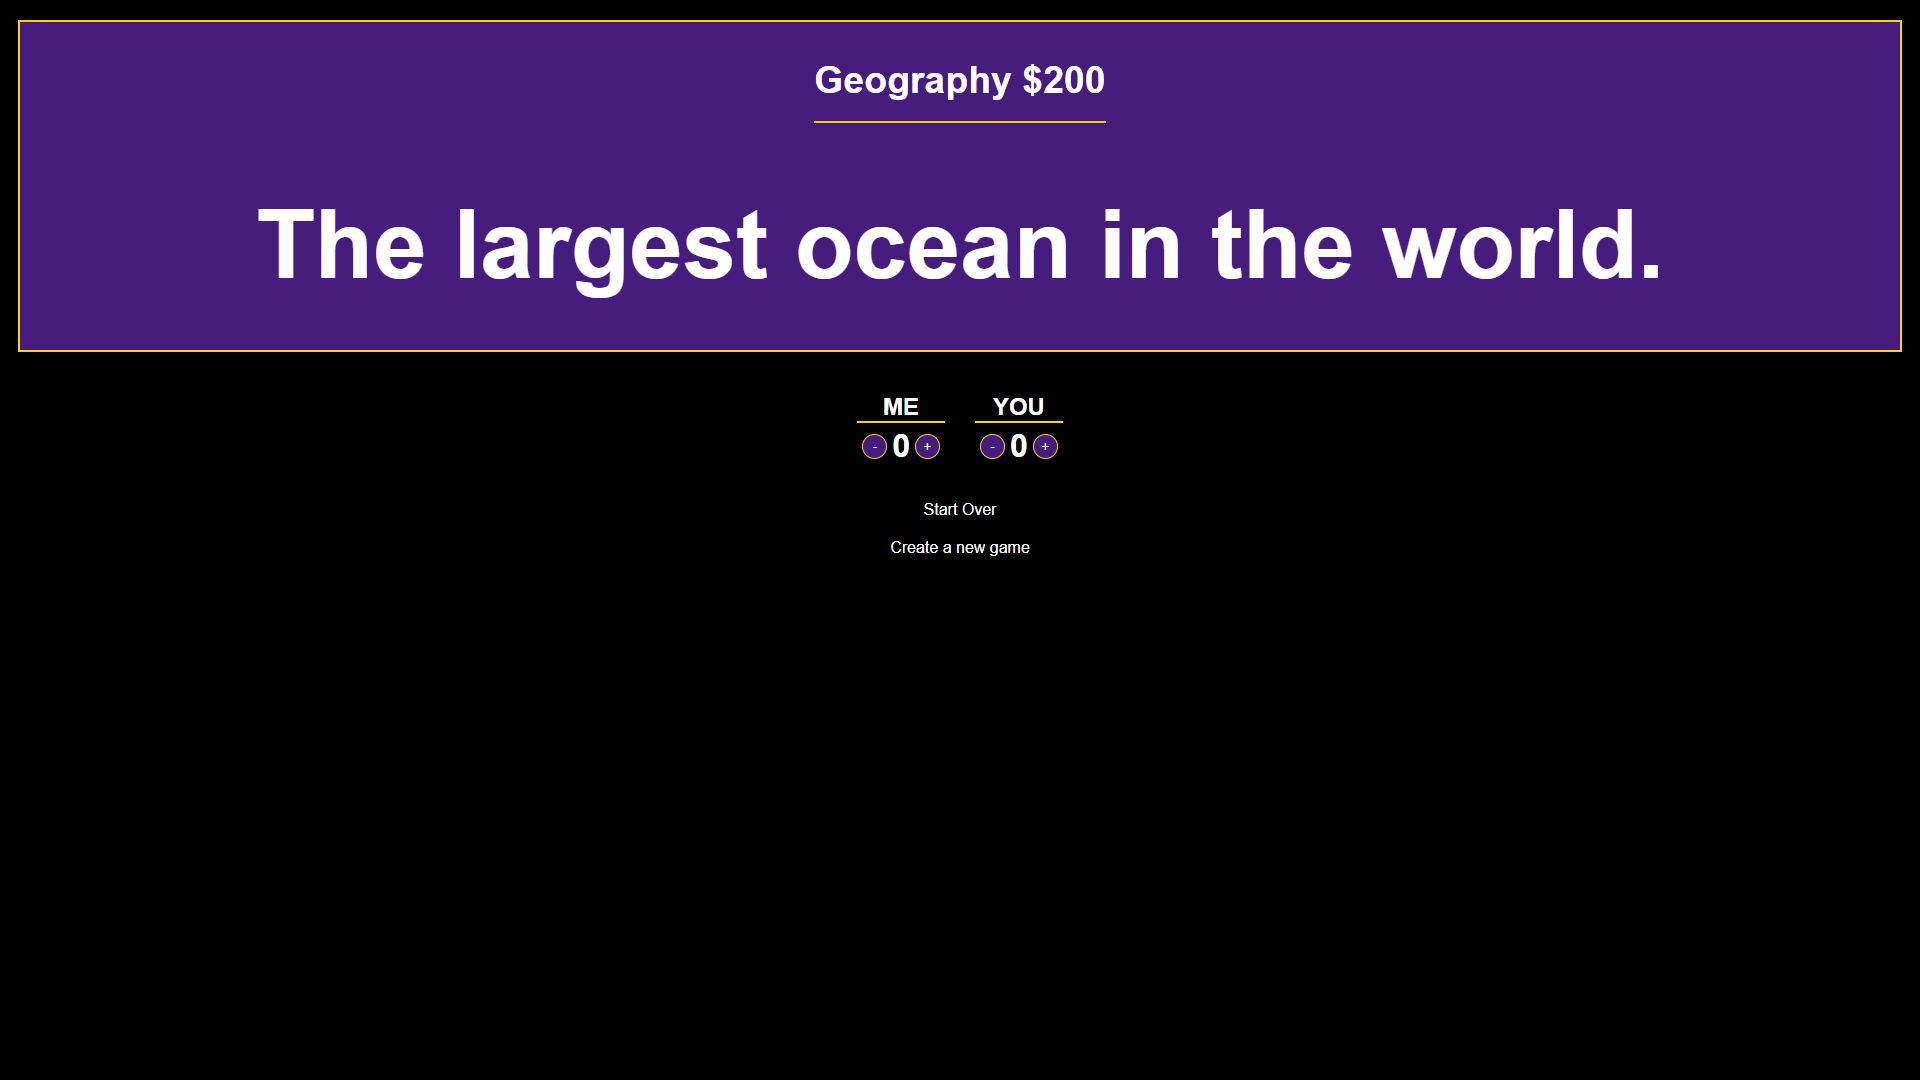 Geography $200
The largest ocean in the world.
ME YOU
- 0 + - 0 +
Start Over
Create a new game